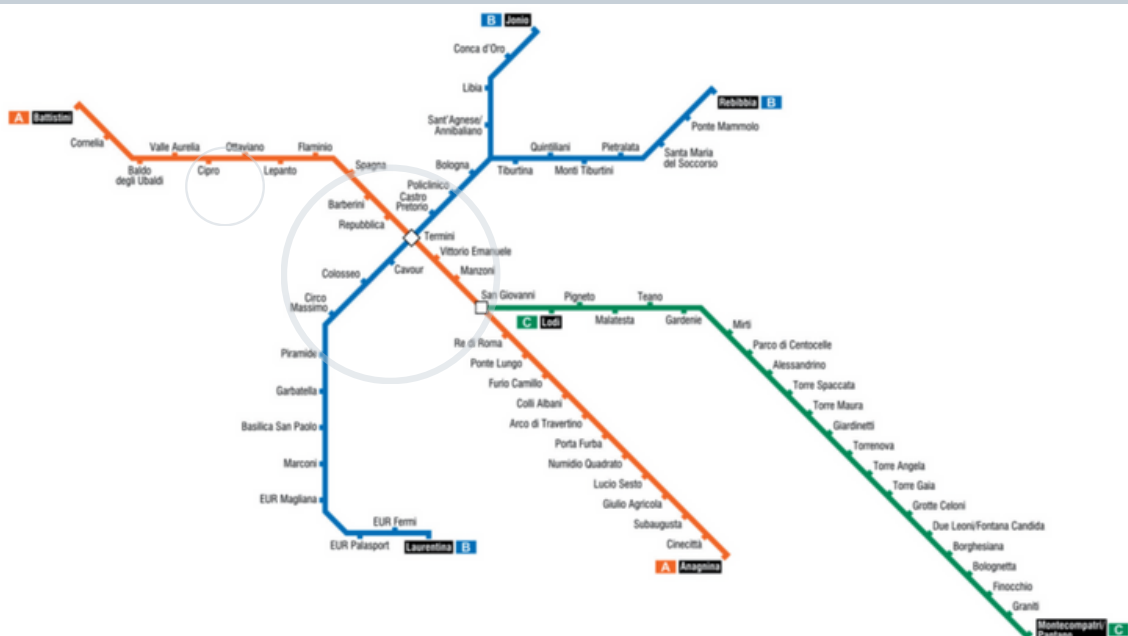 B Jonio
Conca d'Oro
Libia
Sant'Agnese/
Annibaliano
Rebibbia B
Ponte Mammolo
Santa Maria
del Soccorso
Pietralata
Monti Tiburtini
Quintiliani
Tiburtina
Bologna
Policlinico
Castro
Pretorio
A Battistini
Cornelia
Baldo
degli Ubaldi
Valle Aurelia
Cipro
Ottaviano
Lepanto
Flaminio
Spagna
Barberini
Repubblica
Termini
Vittorio Emanuele
Manzoni
San Giovanni
Cavour
Colosseo
Circo
Massimo
Piramide
Garbatella
Basilica San Paolo
Marconi
EUR Magliana
EUR Palasport
EUR Fermi
Laurentina B
Re di Roma
Ponte Lungo
Furio Camillo
Colli Albani
Arco di Travertino
Porta Furba
Numidio Quadrato
Lucio Sesto
Giulio Agricola
Subaugusta
Cinecittà
A Anagnina
C Lodi
Pigneto
Malatesta
Teano
Gardenie
Mirti
Parco di Centocelle
Alessandrino
Torre Spaccata
Torre Maura
Giardinetti
Torrenova
Torre Angela
Torre Gaia
Grotte Celoni
Due Leoni/Fontana Candida
Borghesiana
Bolognetta
Finocchio
Graniti
Montecompatri/
Pantano C